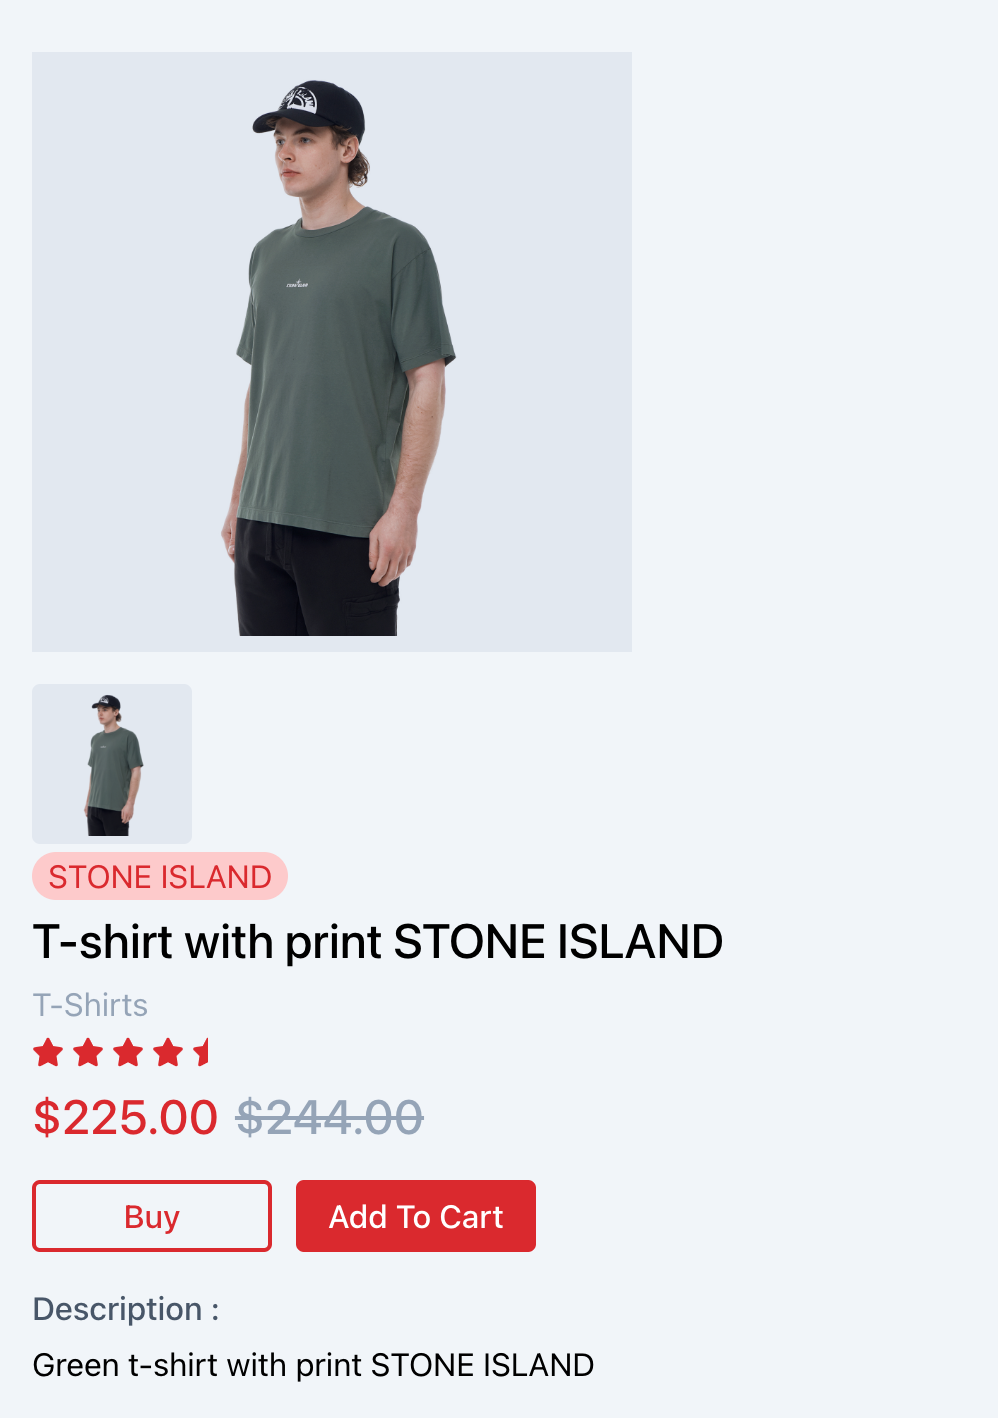 STONE ISLAND
T-shirt with print STONE ISLAND
T-Shirts
$225.00 $244.00
Buy
Add To Cart
Description :
Green t-shirt with print STONE ISLAND